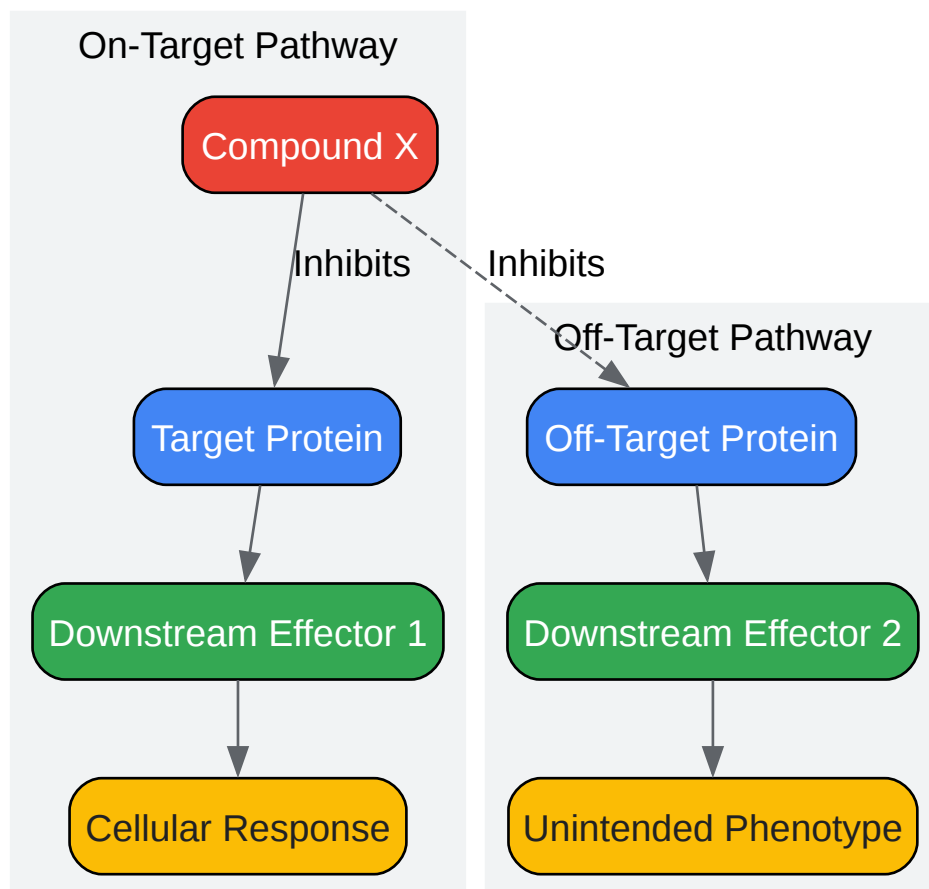 On-Target Pathway
Compound X
Inhibits
Inhibits
Off-Target Pathway
Target Protein
Off-Target Protein
Downstream Effector 1
Downstream Effector 2
Cellular Response
Unintended Phenotype